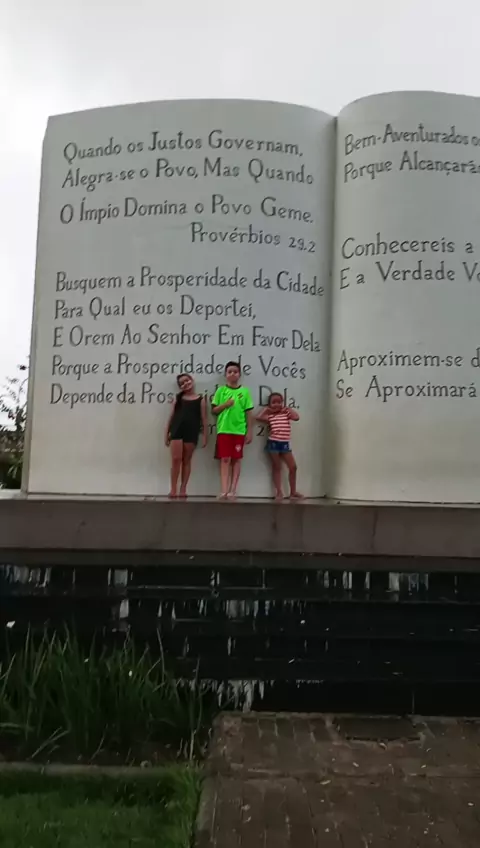 Quando os Justos Governam,
Alegra-se o Povo, Mas Quando
O Ímpio Domina o Povo Geme.
Provérbios 29.2
Busquem a Prosperidade da Cidade
Para Qual eu os Deportei,
E Orem Ao Senhor Em Favor Dela
Porque a Prosperidade de Vocês
Depende da Dela.
Bem-Aventurados
Porque Alcançarã
Conhecereis a
E a Verdade
Aproximem-se
Se Aproximará